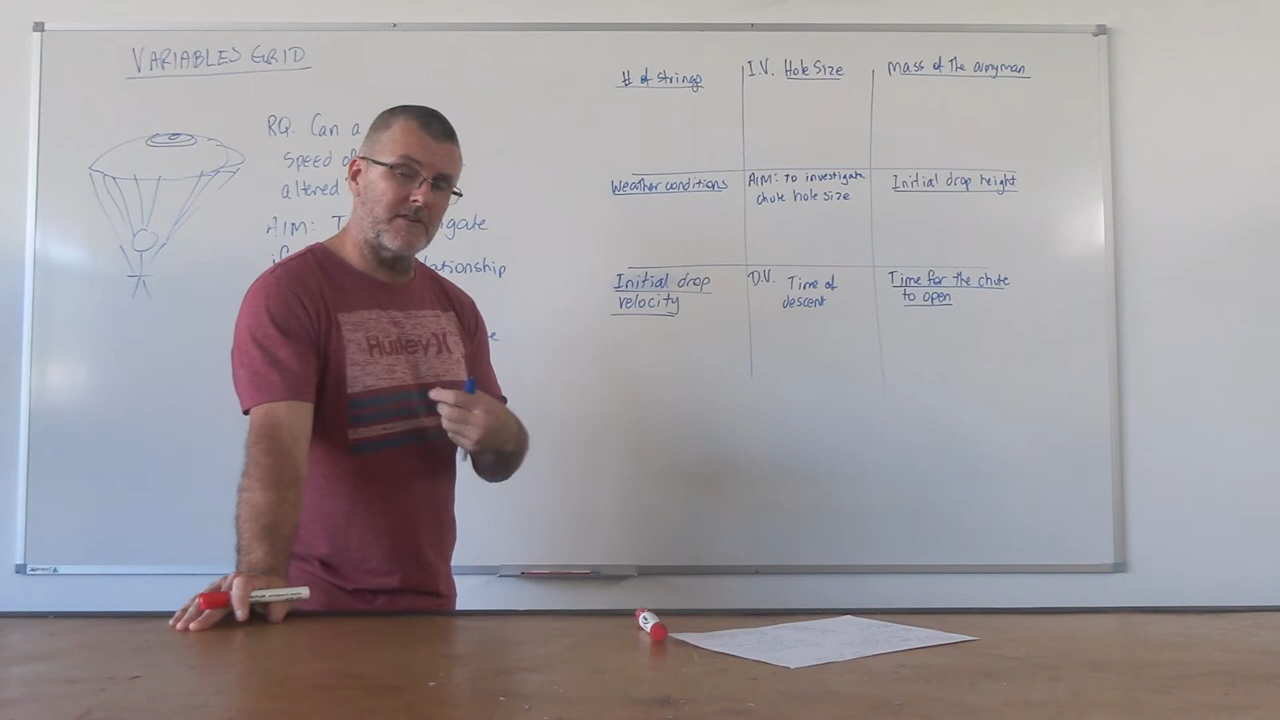 VARIABLES GRID
RQ. Can a
speed of
altered
AIM: T
igate
lationship
# of strings
I.V. Hole Size
Mass of the armyman
Weather conditions
AIM: to investigate
chute hole size
Initial drop height
Initial drop
velocity
D.V. Time of
descent
Time for the chute
to open
Hurley